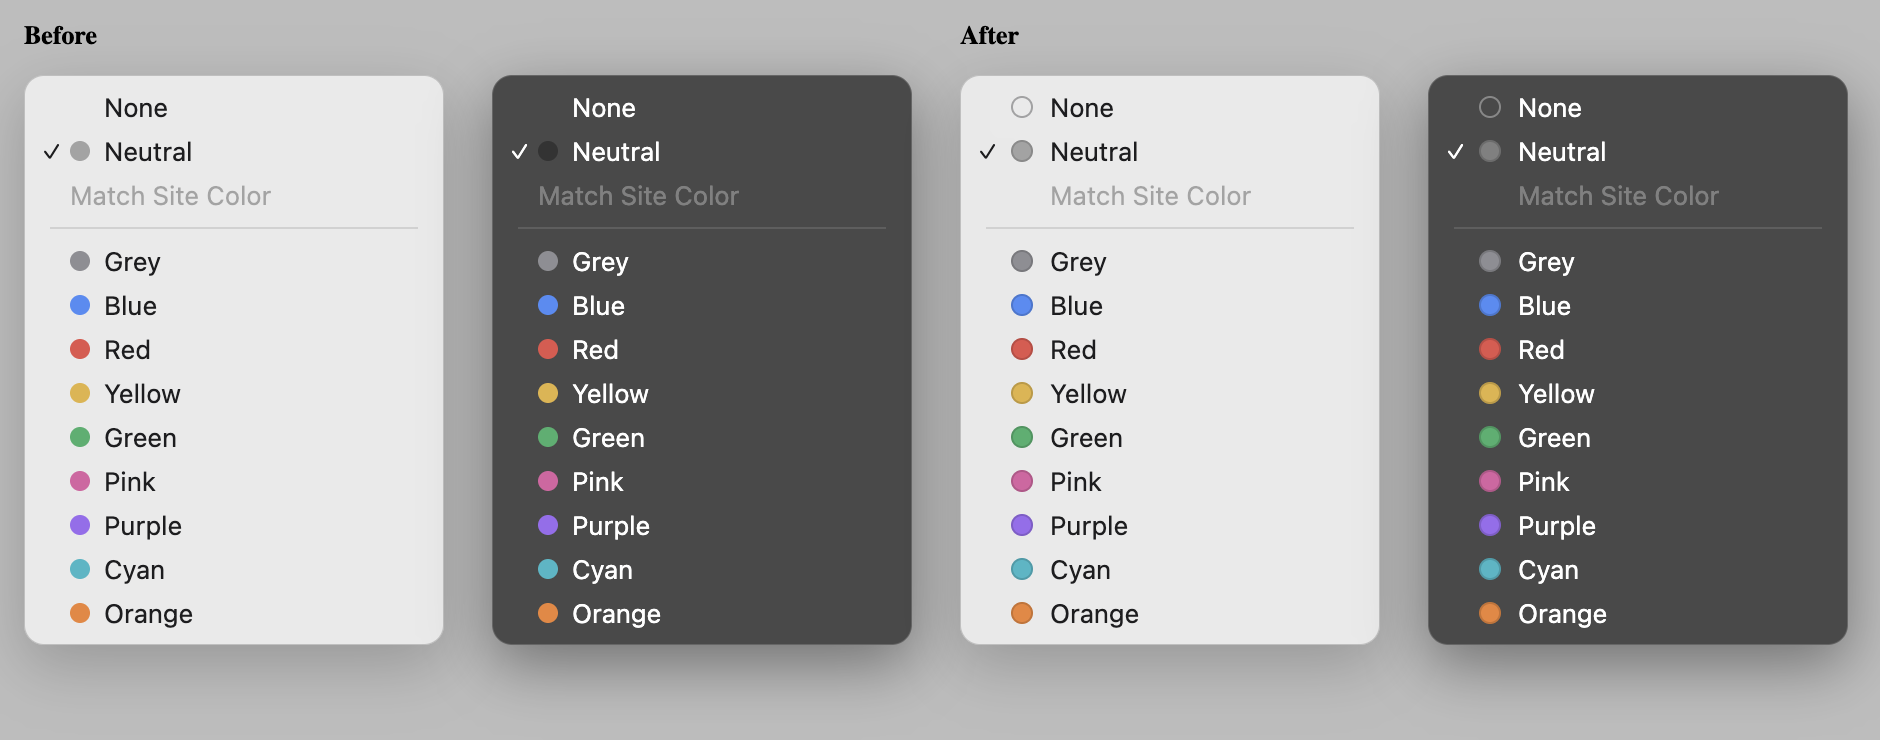 Before
None
✓ Neutral
Match Site Color
Grey
Blue
Red
Yellow
Green
Pink
Purple
Cyan
Orange
None
✓ Neutral
Match Site Color
Grey
Blue
Red
Yellow
Green
Pink
Purple
Cyan
Orange
After
None
✓ Neutral
Match Site Color
Grey
Blue
Red
Yellow
Green
Pink
Purple
Cyan
Orange
None
✓ Neutral
Match Site Color
Grey
Blue
Red
Yellow
Green
Pink
Purple
Cyan
Orange